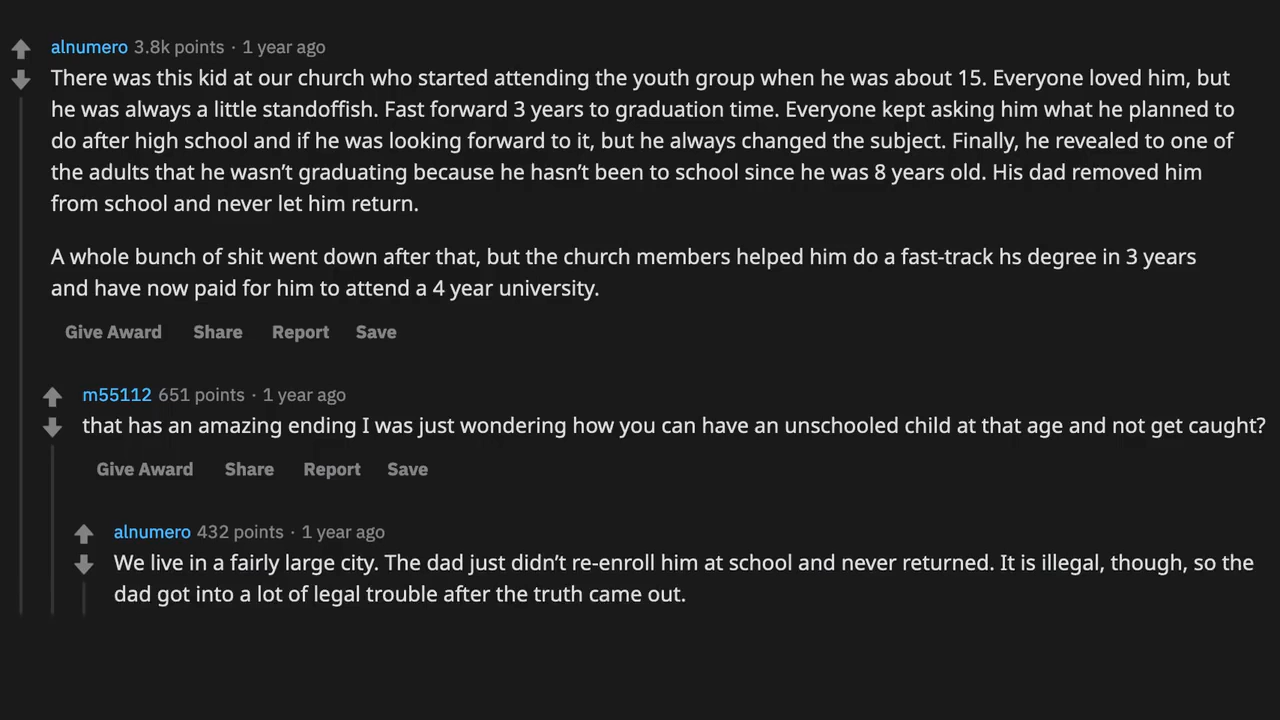 alnumero 3.8k points · 1 year ago
There was this kid at our church who started attending the youth group when he was about 15. Everyone loved him, but
he was always a little standoffish. Fast forward 3 years to graduation time. Everyone kept asking him what he planned to
do after high school and if he was looking forward to it, but he always changed the subject. Finally, he revealed to one of
the adults that he wasn’t graduating because he hasn’t been to school since he was 8 years old. His dad removed him
from school and never let him return.
A whole bunch of shit went down after that, but the church members helped him do a fast-track hs degree in 3 years
and have now paid for him to attend a 4 year university.
Give Award Share Report Save
m55112 651 points · 1 year ago
that has an amazing ending I was just wondering how you can have an unschooled child at that age and not get caught?
Give Award Share Report Save
alnumero 432 points · 1 year ago
We live in a fairly large city. The dad just didn’t re-enroll him at school and never returned. It is illegal, though, so the
dad got into a lot of legal trouble after the truth came out.